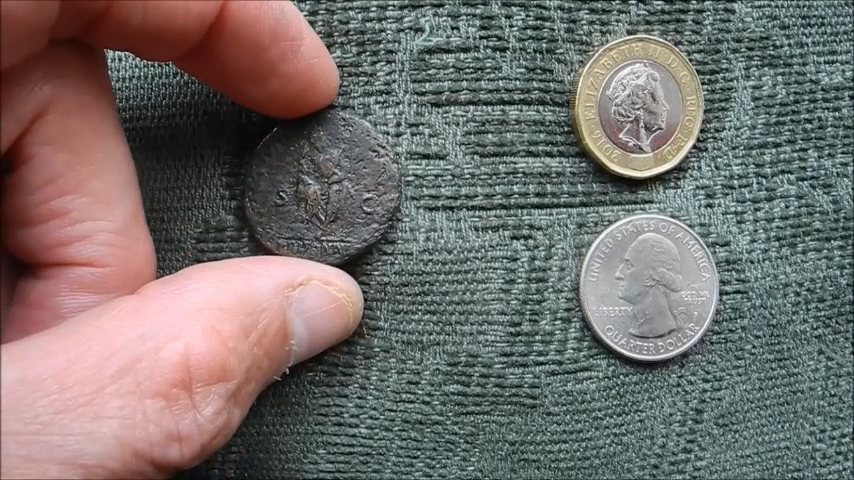 S C
ELIZABETH II D·G·REG·F·D·
2016
UNITED STATES OF AMERICA
LIBERTY
QUARTER DOLLAR